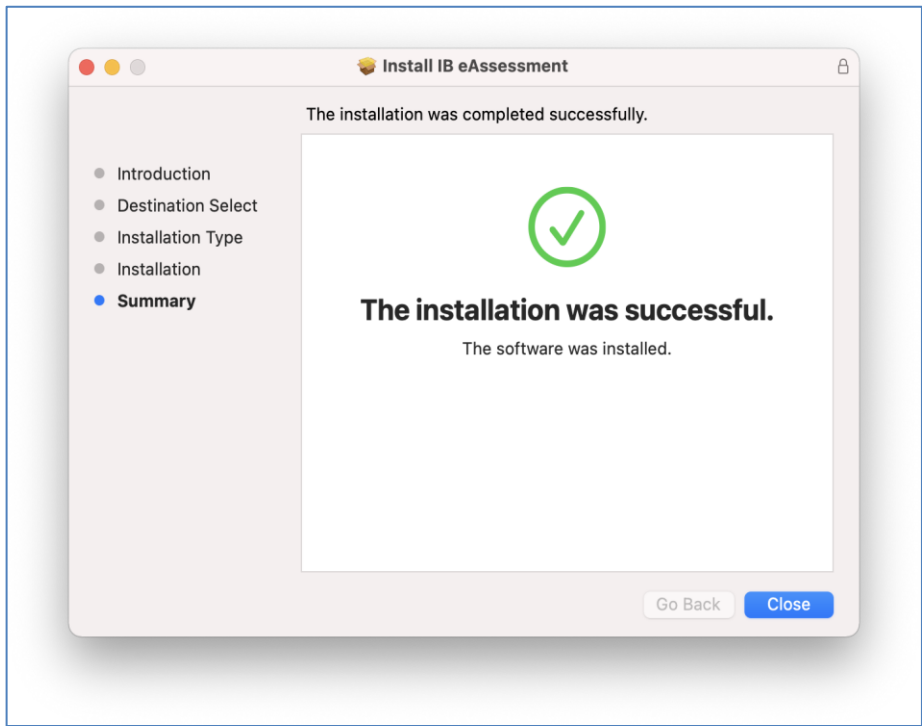 Install IB eAssessment
The installation was completed successfully.
Introduction
Destination Select
Installation Type
Installation
Summary
The installation was successful.
The software was installed.
Go Back
Close